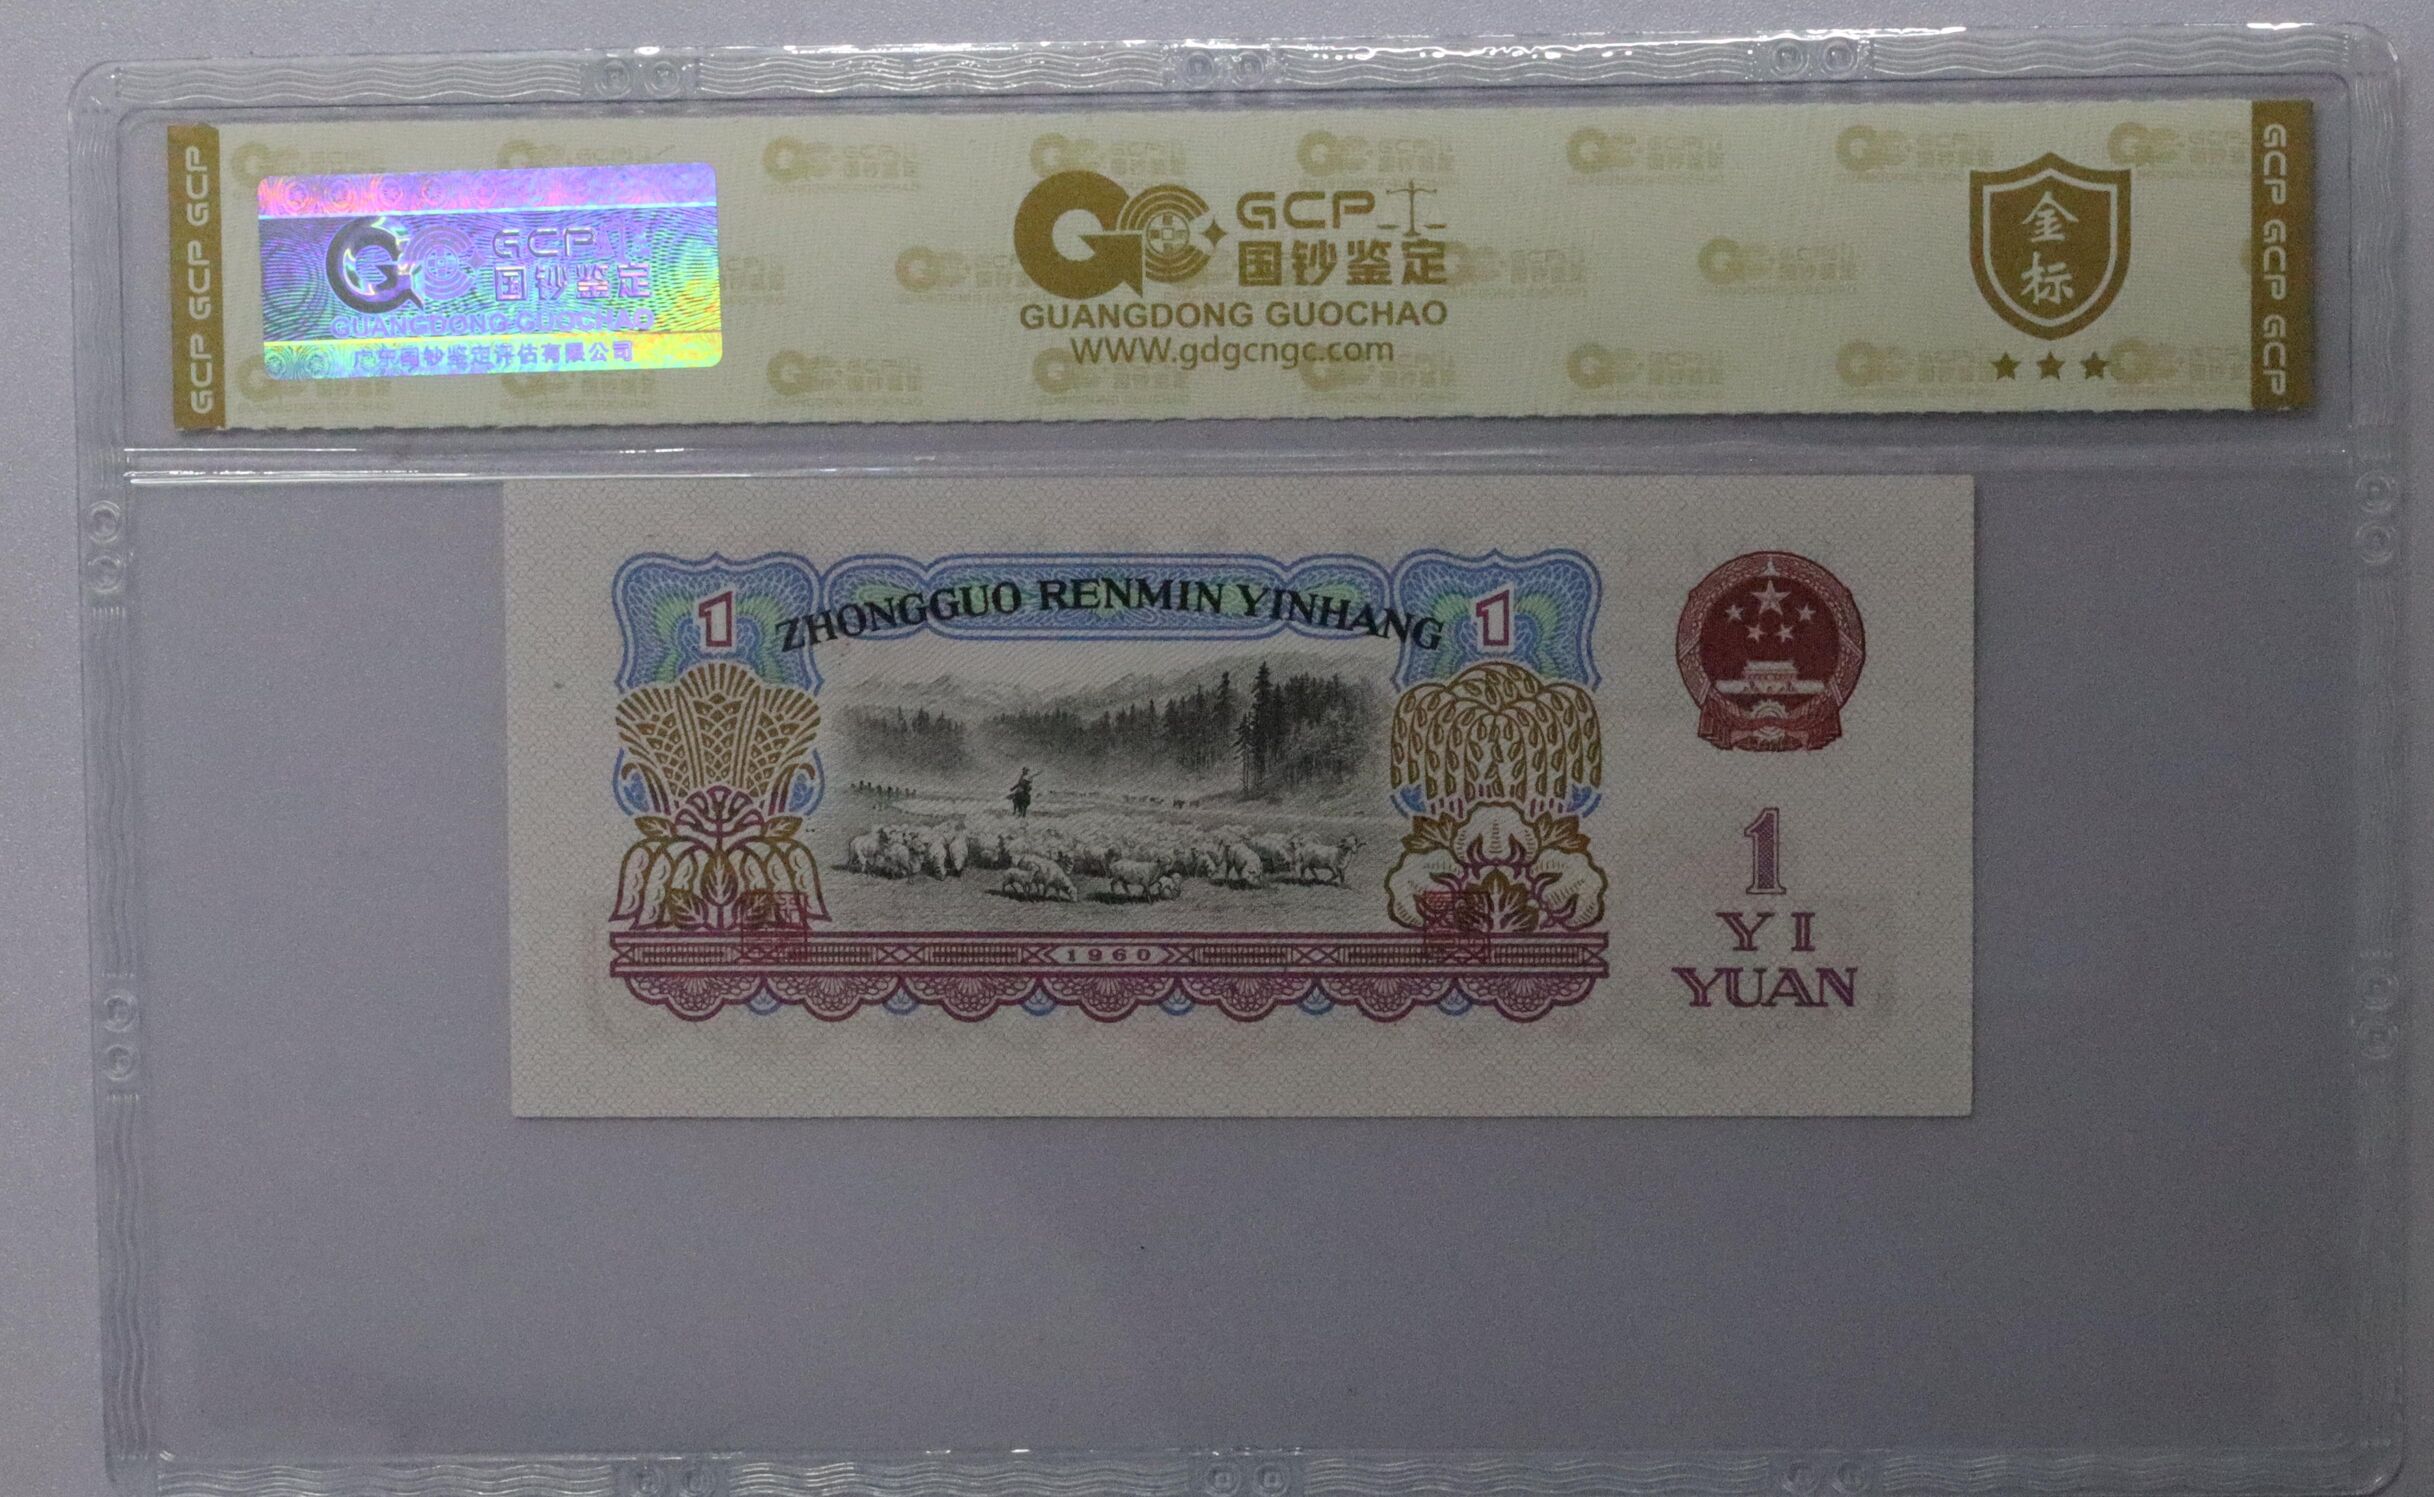 GCP GCP GCP
GCP
国钞鉴定
GUANGDONG GUOCHAO
广东国钞鉴定评估有限公司
GCP
国钞鉴定
GUANGDONG GUOCHAO
WWW.gdgcngc.com
金标
GCP GCP GCP
1
ZHONGGUO RENMIN YINHANG
1
1960
1
YI
YUAN